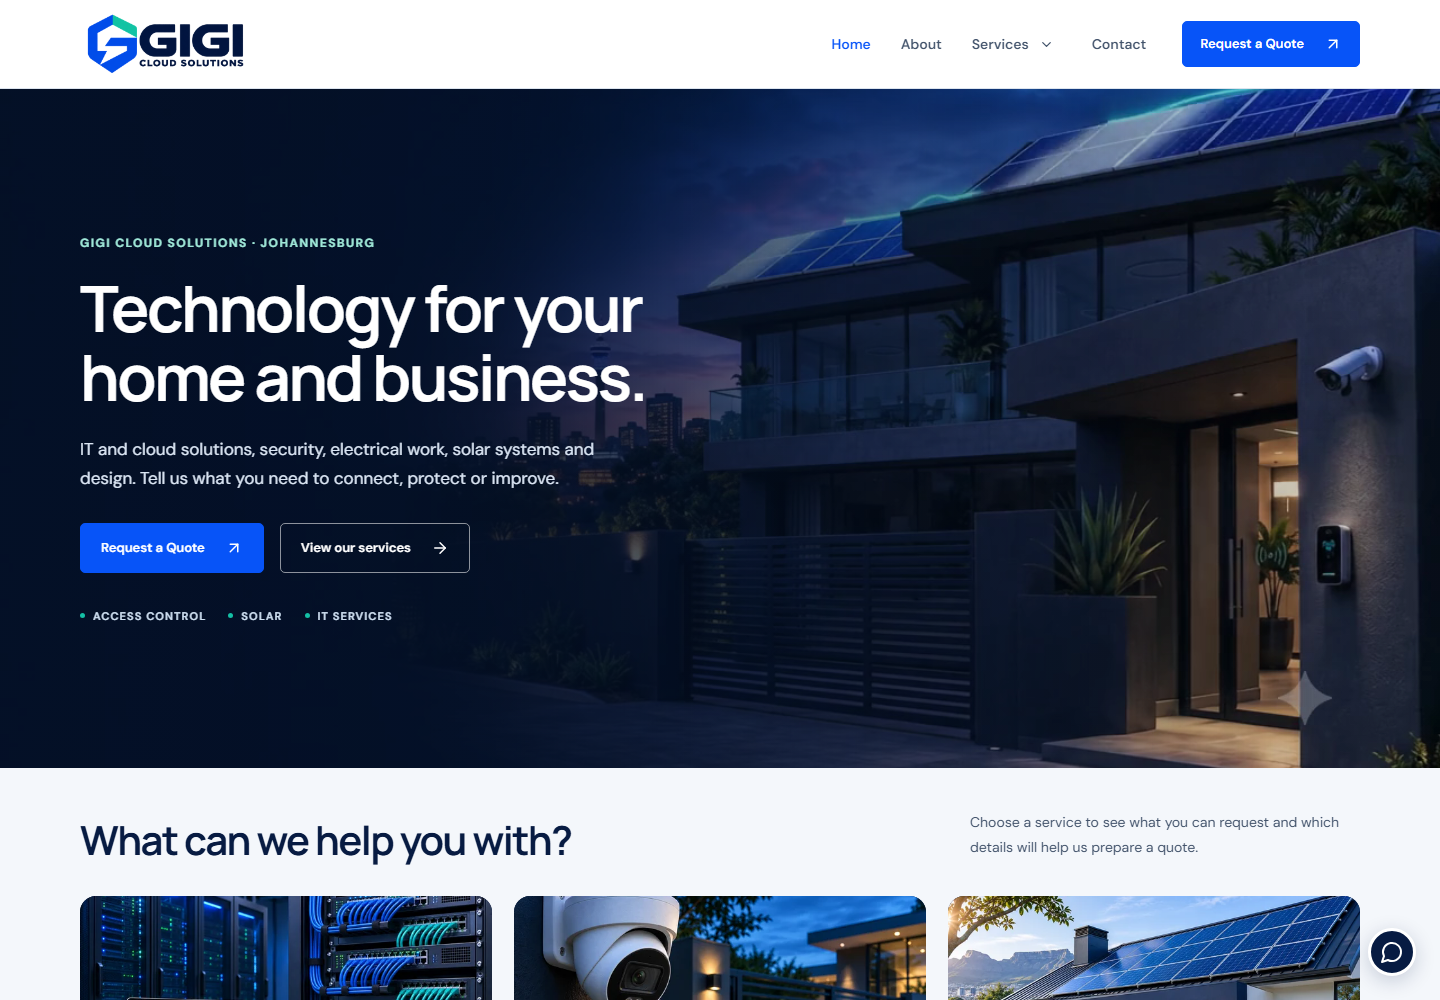 GIGI
CLOUD SOLUTIONS
Home
About
Services
Contact
Request a Quote
GIGI CLOUD SOLUTIONS · JOHANNESBURG
Technology for your
home and business.
IT and cloud solutions, security, electrical work, solar systems and
design. Tell us what you need to connect, protect or improve.
Request a Quote
View our services
ACCESS CONTROL
SOLAR
IT SERVICES
What can we help you with?
Choose a service to see what you can request and which
details will help us prepare a quote.